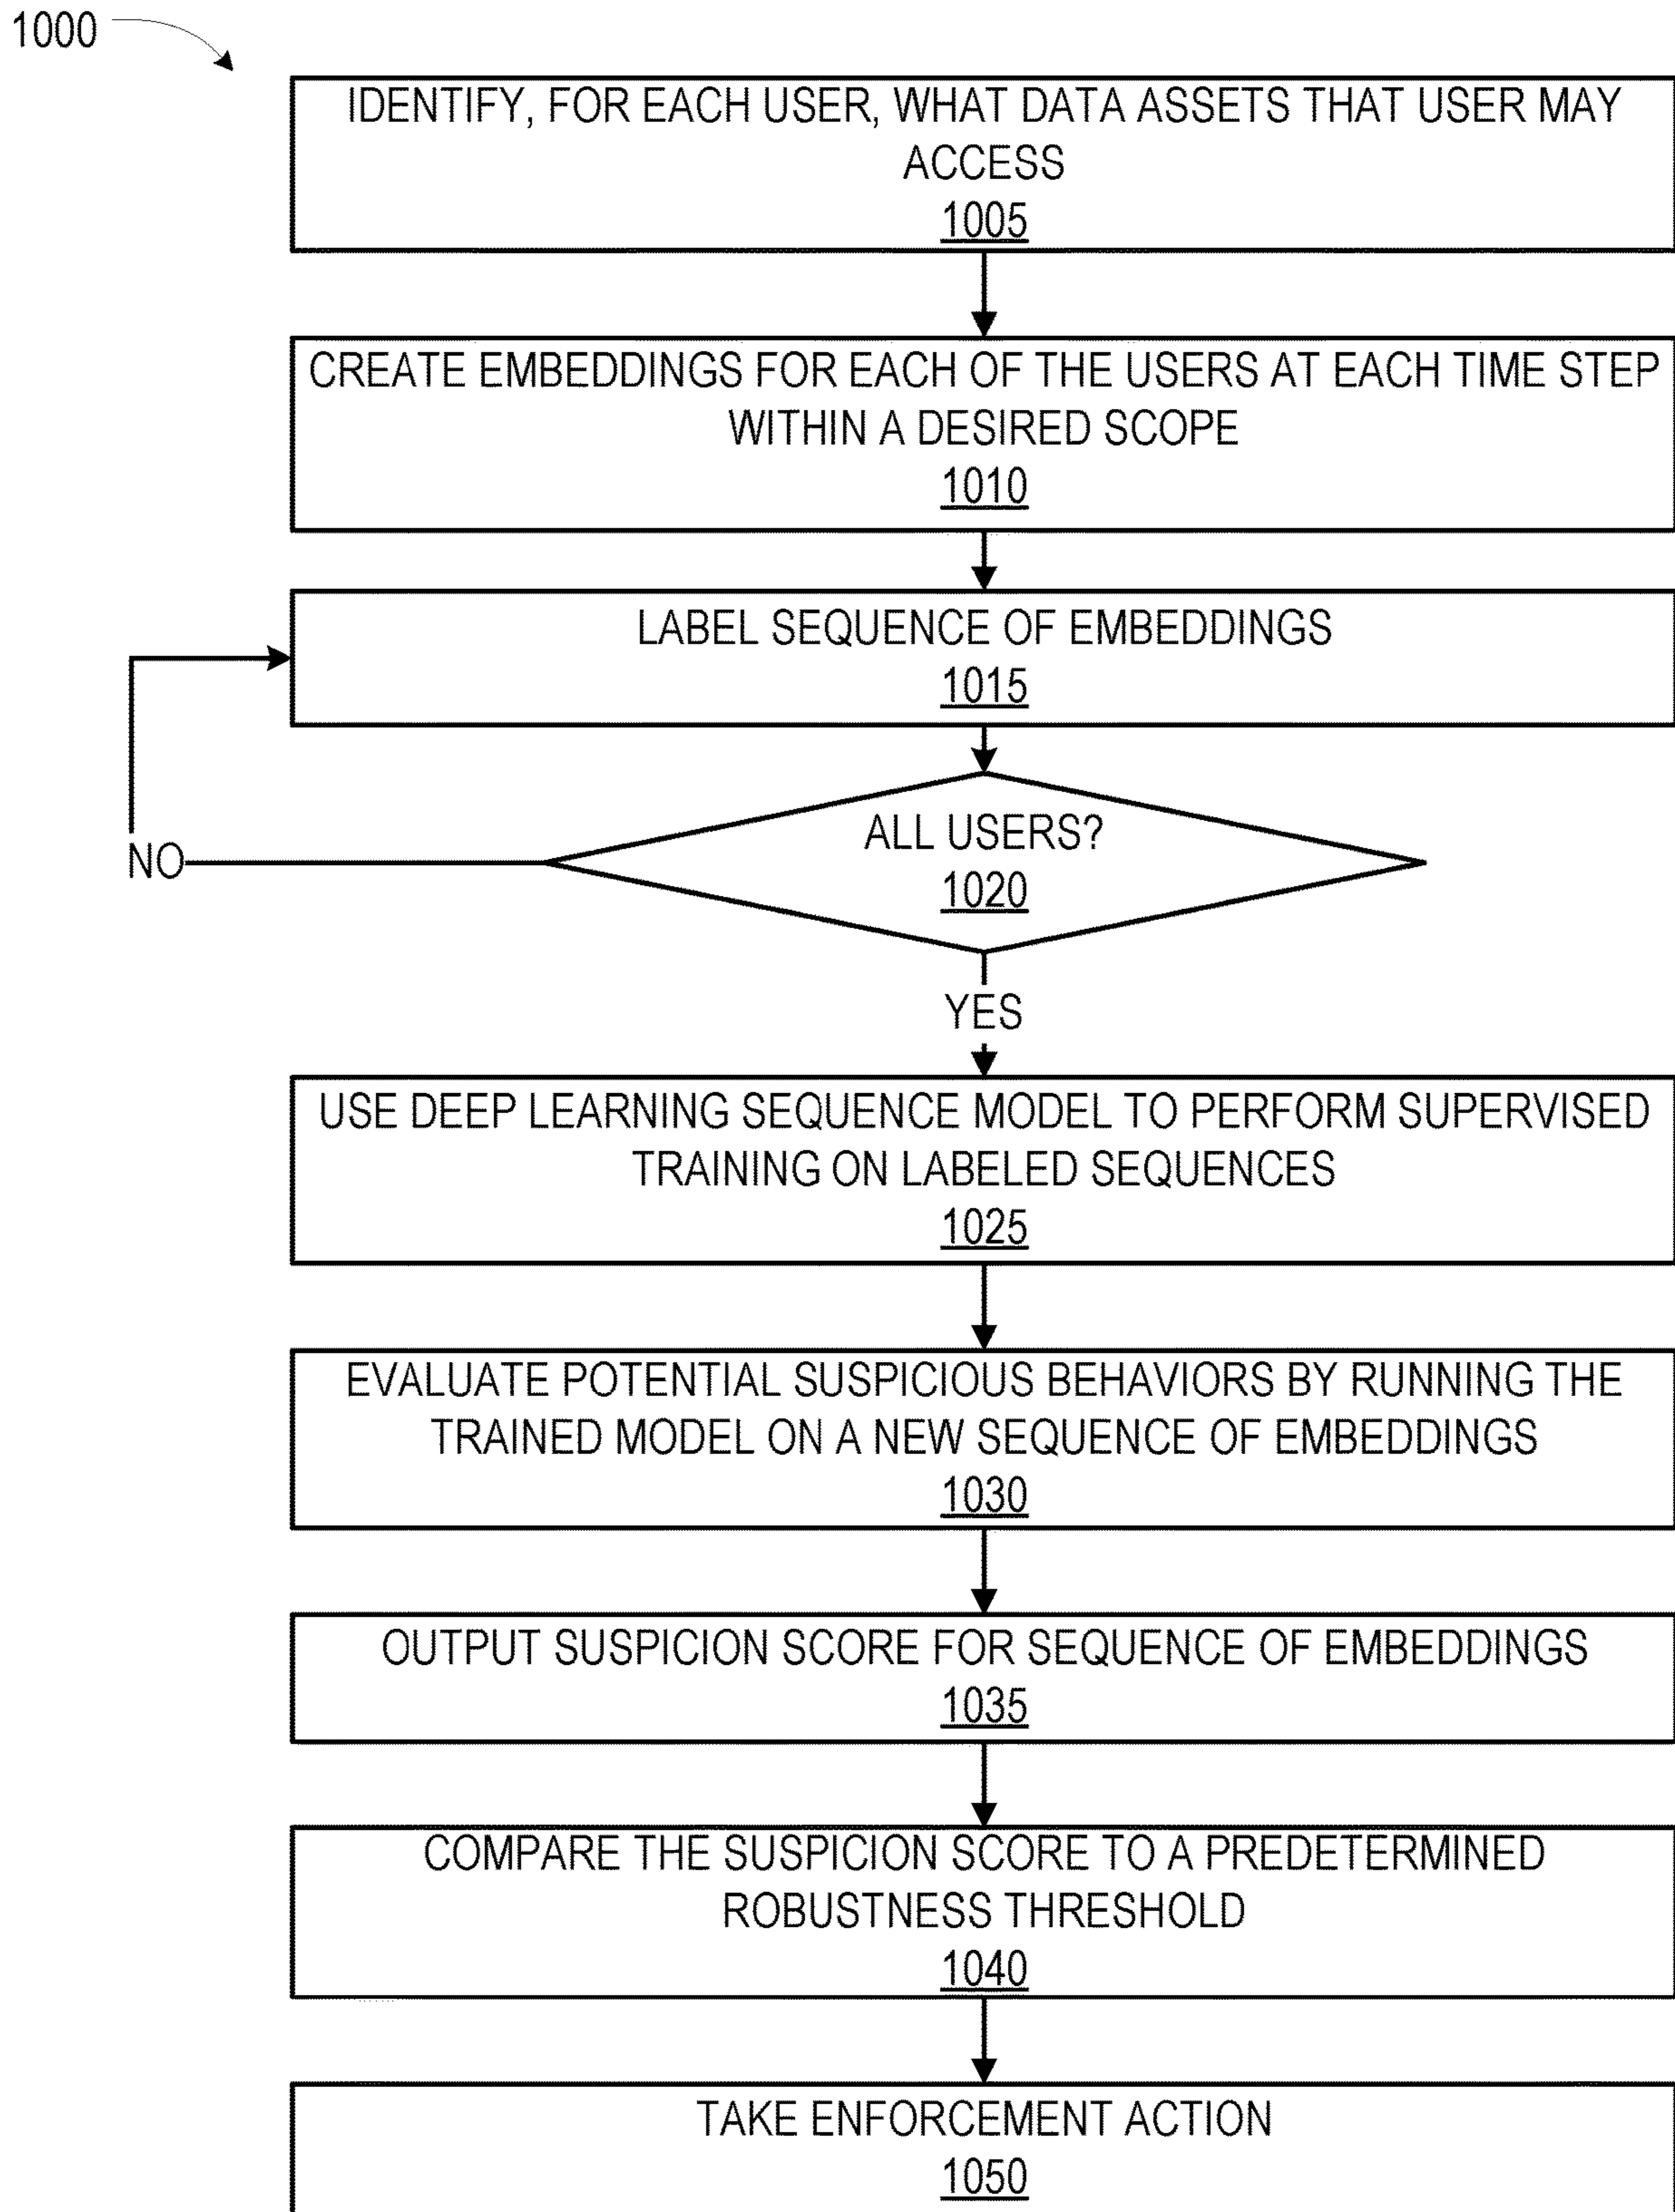 1000
IDENTIFY, FOR EACH USER, WHAT DATA ASSETS THAT USER MAY
ACCESS
1005
CREATE EMBEDDINGS FOR EACH OF THE USERS AT EACH TIME STEP
WITHIN A DESIRED SCOPE
1010
LABEL SEQUENCE OF EMBEDDINGS
1015
ALL USERS?
NO
1020
YES
USE DEEP LEARNING SEQUENCE MODEL TO PERFORM SUPERVISED
TRAINING ON LABELED SEQUENCES
1025
EVALUATE POTENTIAL SUSPICIOUS BEHAVIORS BY RUNNING THE
TRAINED MODEL ON A NEW SEQUENCE OF EMBEDDINGS
1030
OUTPUT SUSPICION SCORE FOR SEQUENCE OF EMBEDDINGS
1035
COMPARE THE SUSPICION SCORE TO A PREDETERMINED
ROBUSTNESS THRESHOLD
1040
TAKE ENFORCEMENT ACTION
1050